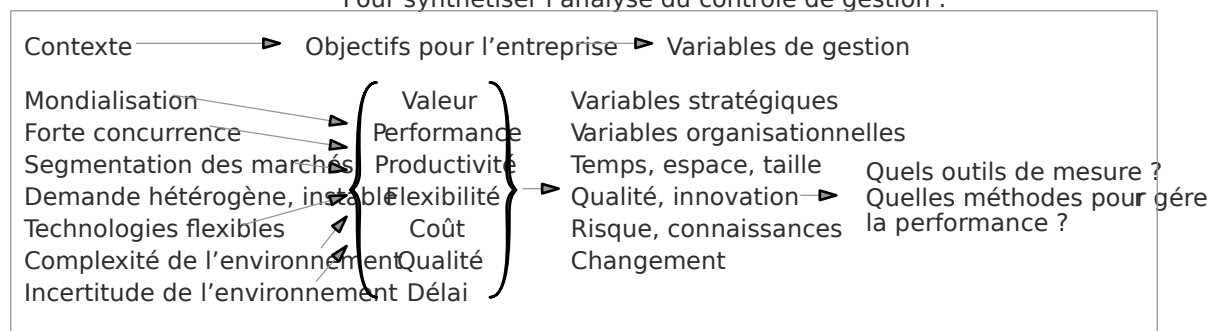 Pour synthétiser l'analyse du contrôle de gestion :
Contexte Objectifs pour l’entreprise Variables de gestion
Mondialisation Valeur Variables stratégiques
Forte concurrence Performance Variables organisationnelles
Segmentation des marchés Productivité Temps, espace, taille
Quels outils de mesure ?
Demande hétérogène, instable Flexibilité Qualité, innovation
Quelles méthodes pour gérer
Technologies flexibles Coût Risque, connaissances
la performance ?
Complexité de l’environnement Qualité Changement
Incertitude de l’environnement Délai